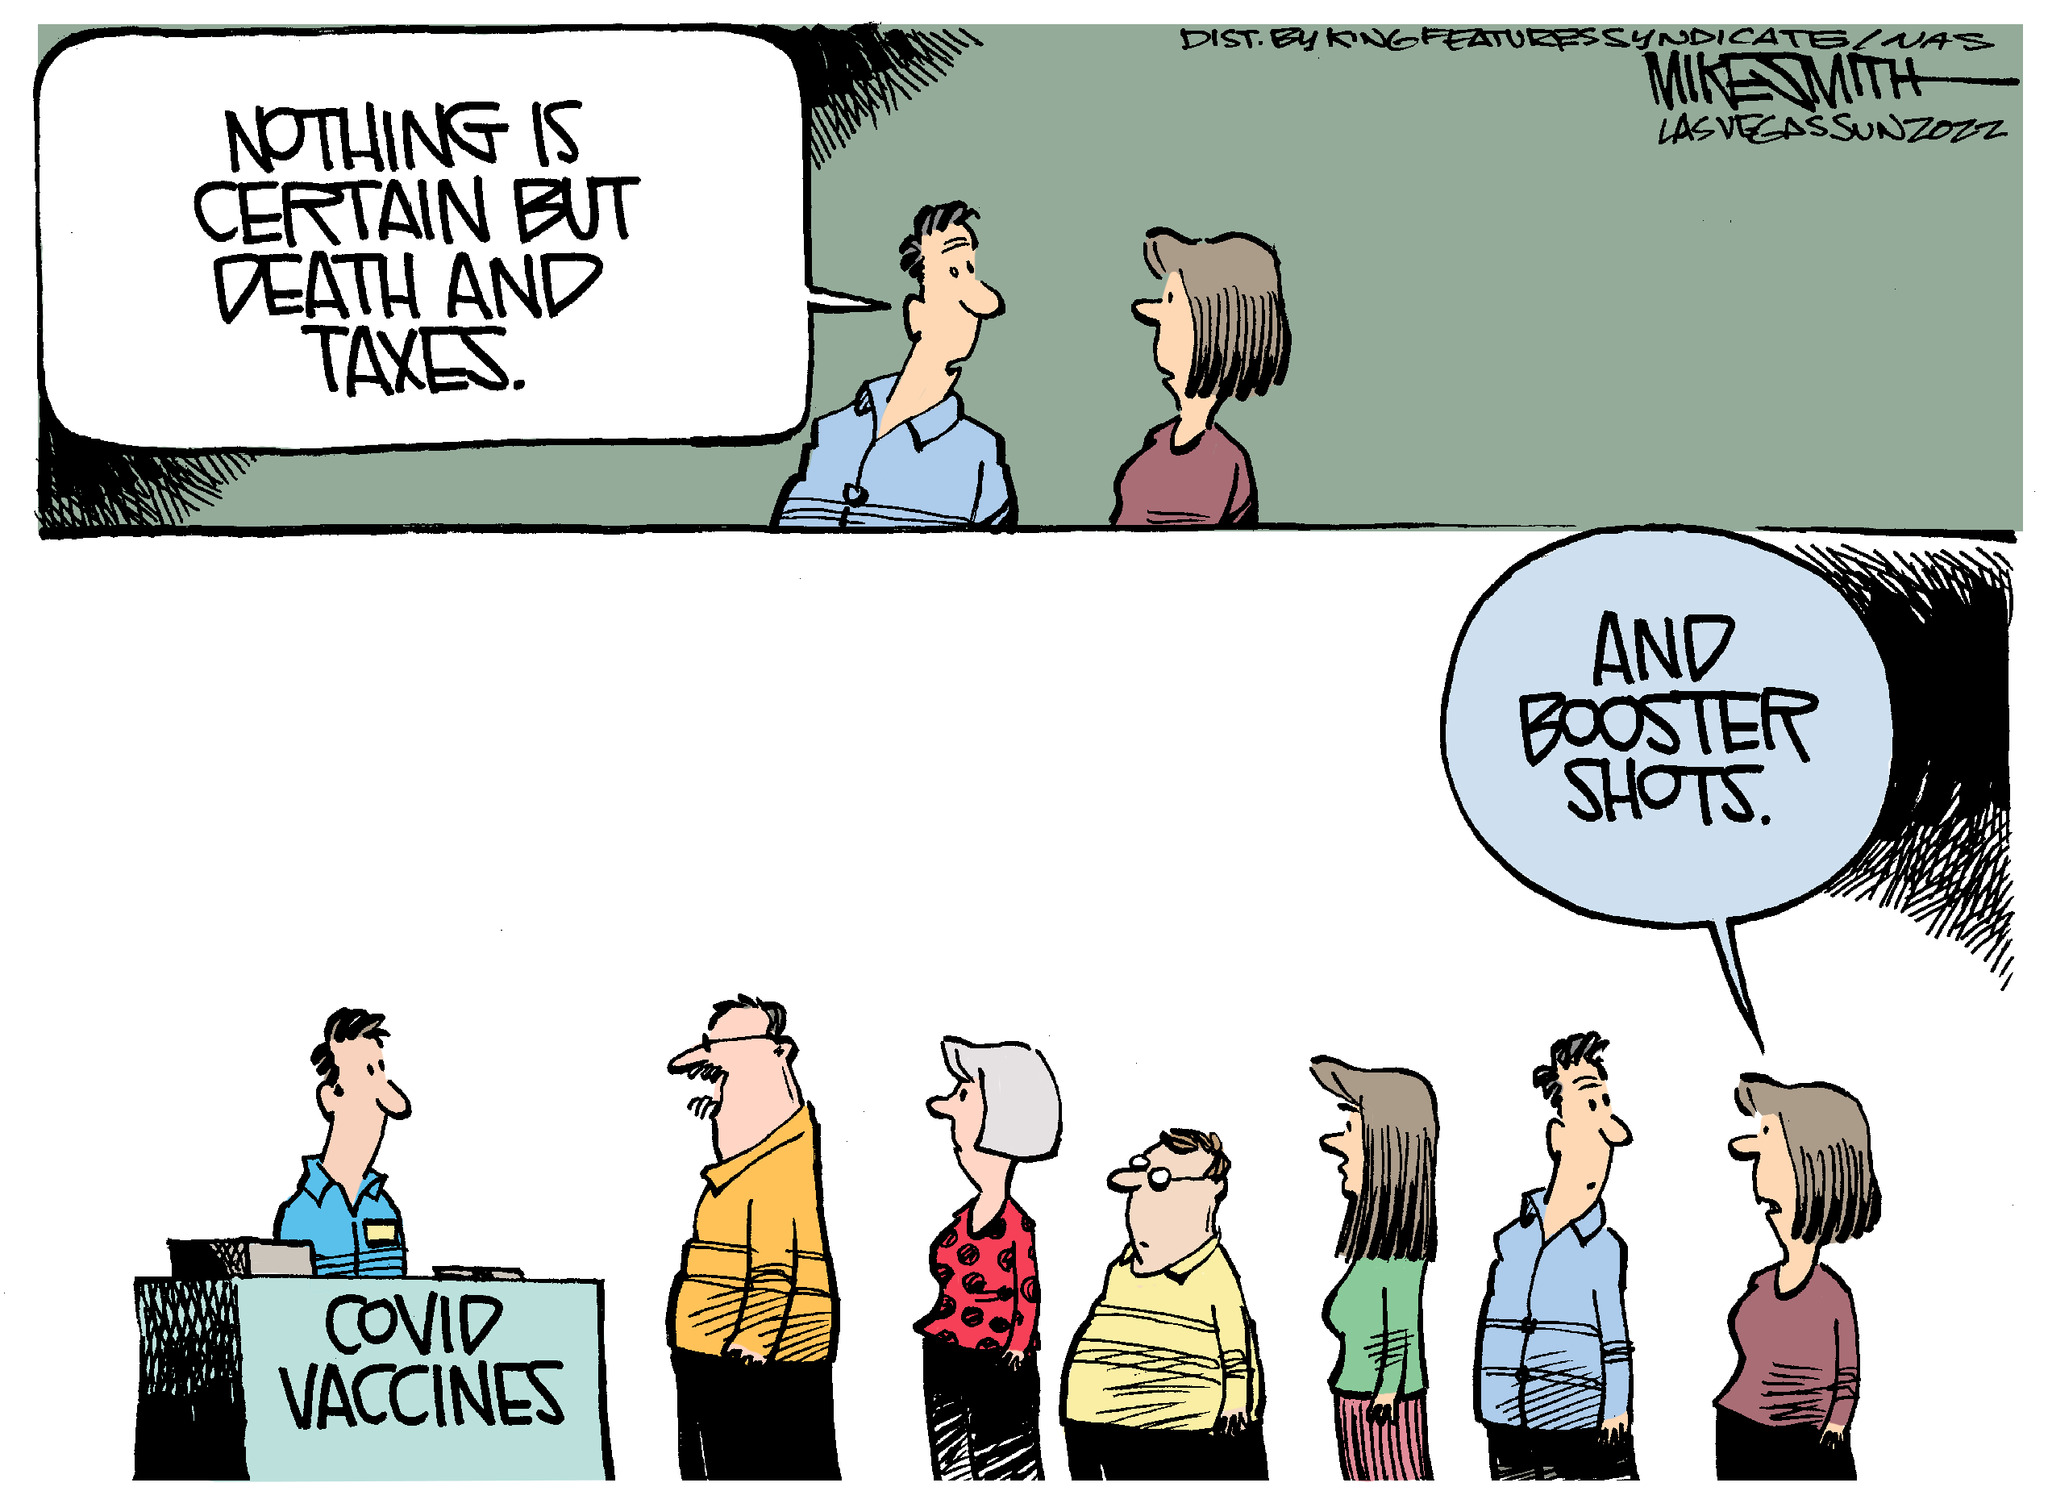 DIST. BY KING FEATURES SYNDICATE/NAS
MIKE SMITH
LAS VEGAS SUN 2022
NOTHING IS
CERTAIN BUT
DEATH AND
TAXES.
AND
BOOSTER
SHOTS.
COVID
VACCINES